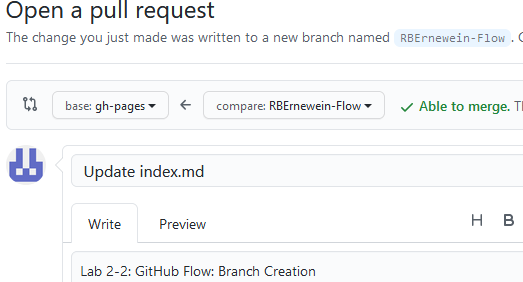 Open a pull request
The change you just made was written to a new branch named RBErnewein-Flow .
base: gh-pages compare: RBErnewein-Flow Able to merge.
Update index.md
Write Preview H B
Lab 2-2: GitHub Flow: Branch Creation